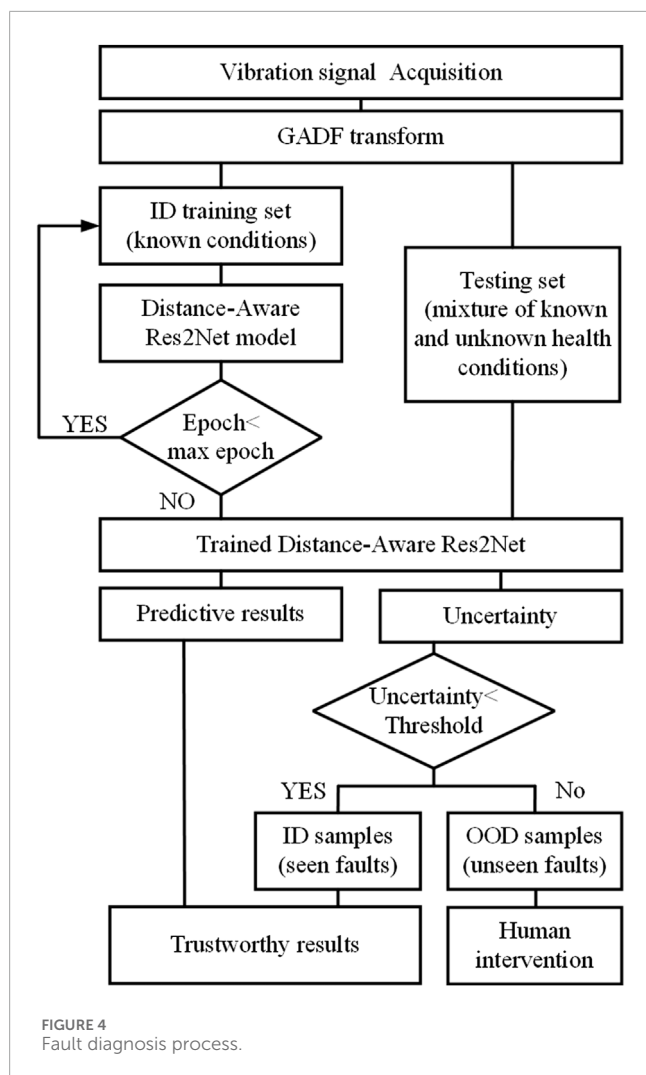 Vibration signal Acquisition
GADF transform
ID training set
(known conditions)
Distance-Aware
Res2Net model
Testing set
(mixture of known
and unknown health
conditions)
YES
Epoch<
max epoch
NO
Trained Distance-Aware Res2Net
Predictive results
Uncertainty
Uncertainty<
Threshold
YES
No
ID samples
(seen faults)
OOD samples
(unseen faults)
Trustworthy results
Human
intervention
FIGURE 4
Fault diagnosis process.